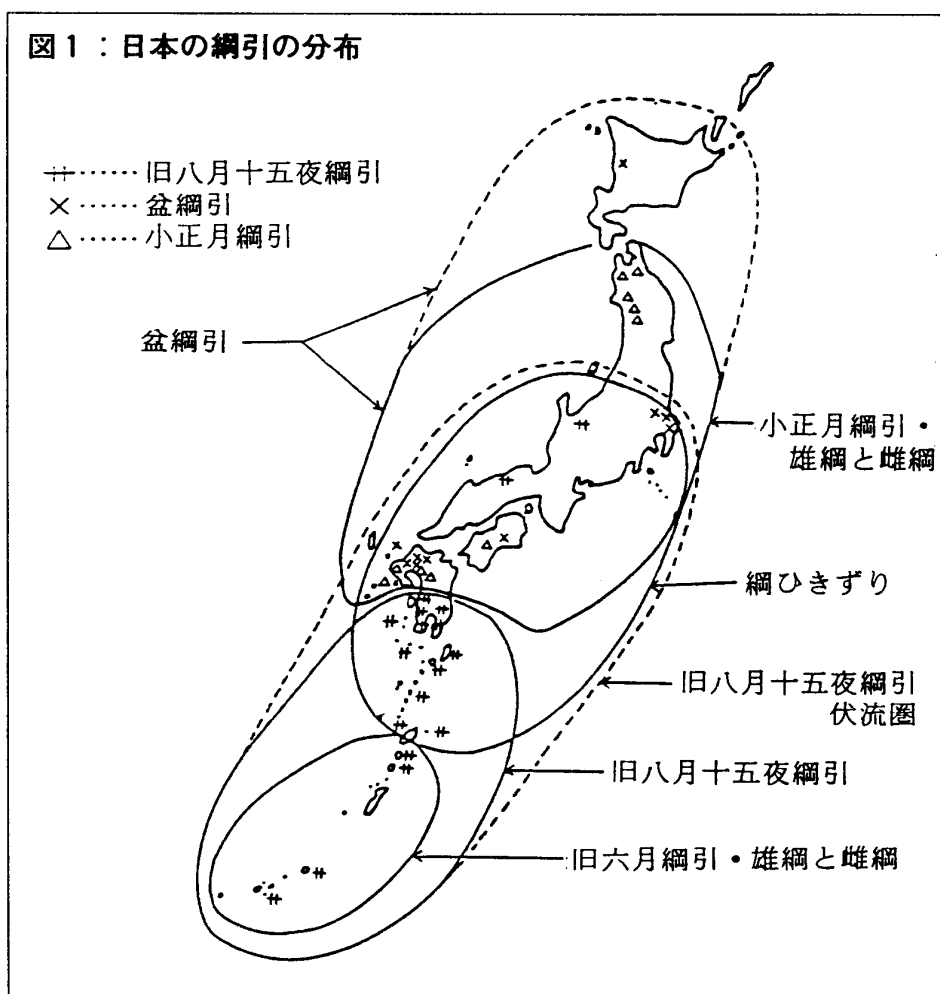 図1:日本の綱引の分布
卄……旧八月十五夜綱引
×……盆綱引
△……小正月綱引
盆綱引
小正月綱引・
雄綱と雌綱
綱ひきずり
旧八月十五夜綱引
伏流圏
旧八月十五夜綱引
旧六月綱引・雄綱と雌綱